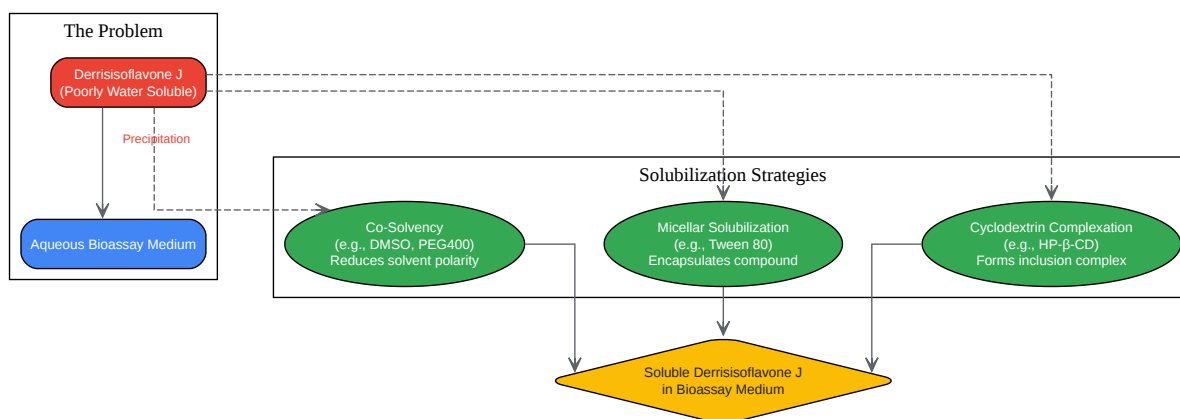 The Problem
Derrisisoflavone J
(Poorly Water Soluble)
Precipitation
Aqueous Bioassay Medium
Solubilization Strategies
Co-Solvency
(e.g., DMSO, PEG400)
Reduces solvent polarity
Micellar Solubilization
(e.g., Tween 80)
Encapsulates compound
Cyclodextrin Complexation
(e.g., HP-β-CD)
Forms inclusion complex
Soluble Derrisisoflavone J
in Bioassay Medium